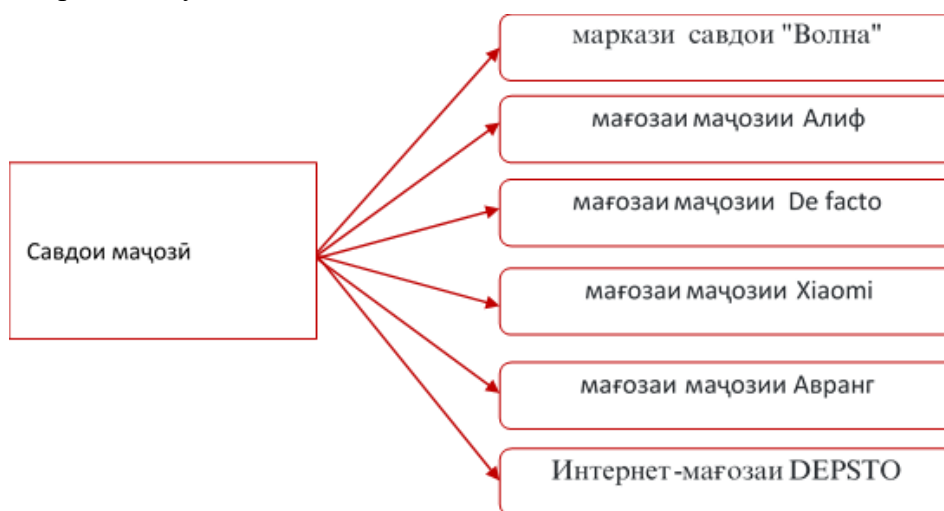 маркази савдои "Волна"
мағозаи маҷозии Алиф
мағозаи маҷозии De facto
Савдои маҷозӣ
мағозаи маҷозии Xiaomi
мағозаи маҷозии Авранг
Интернет-мағозаи DEPSTO